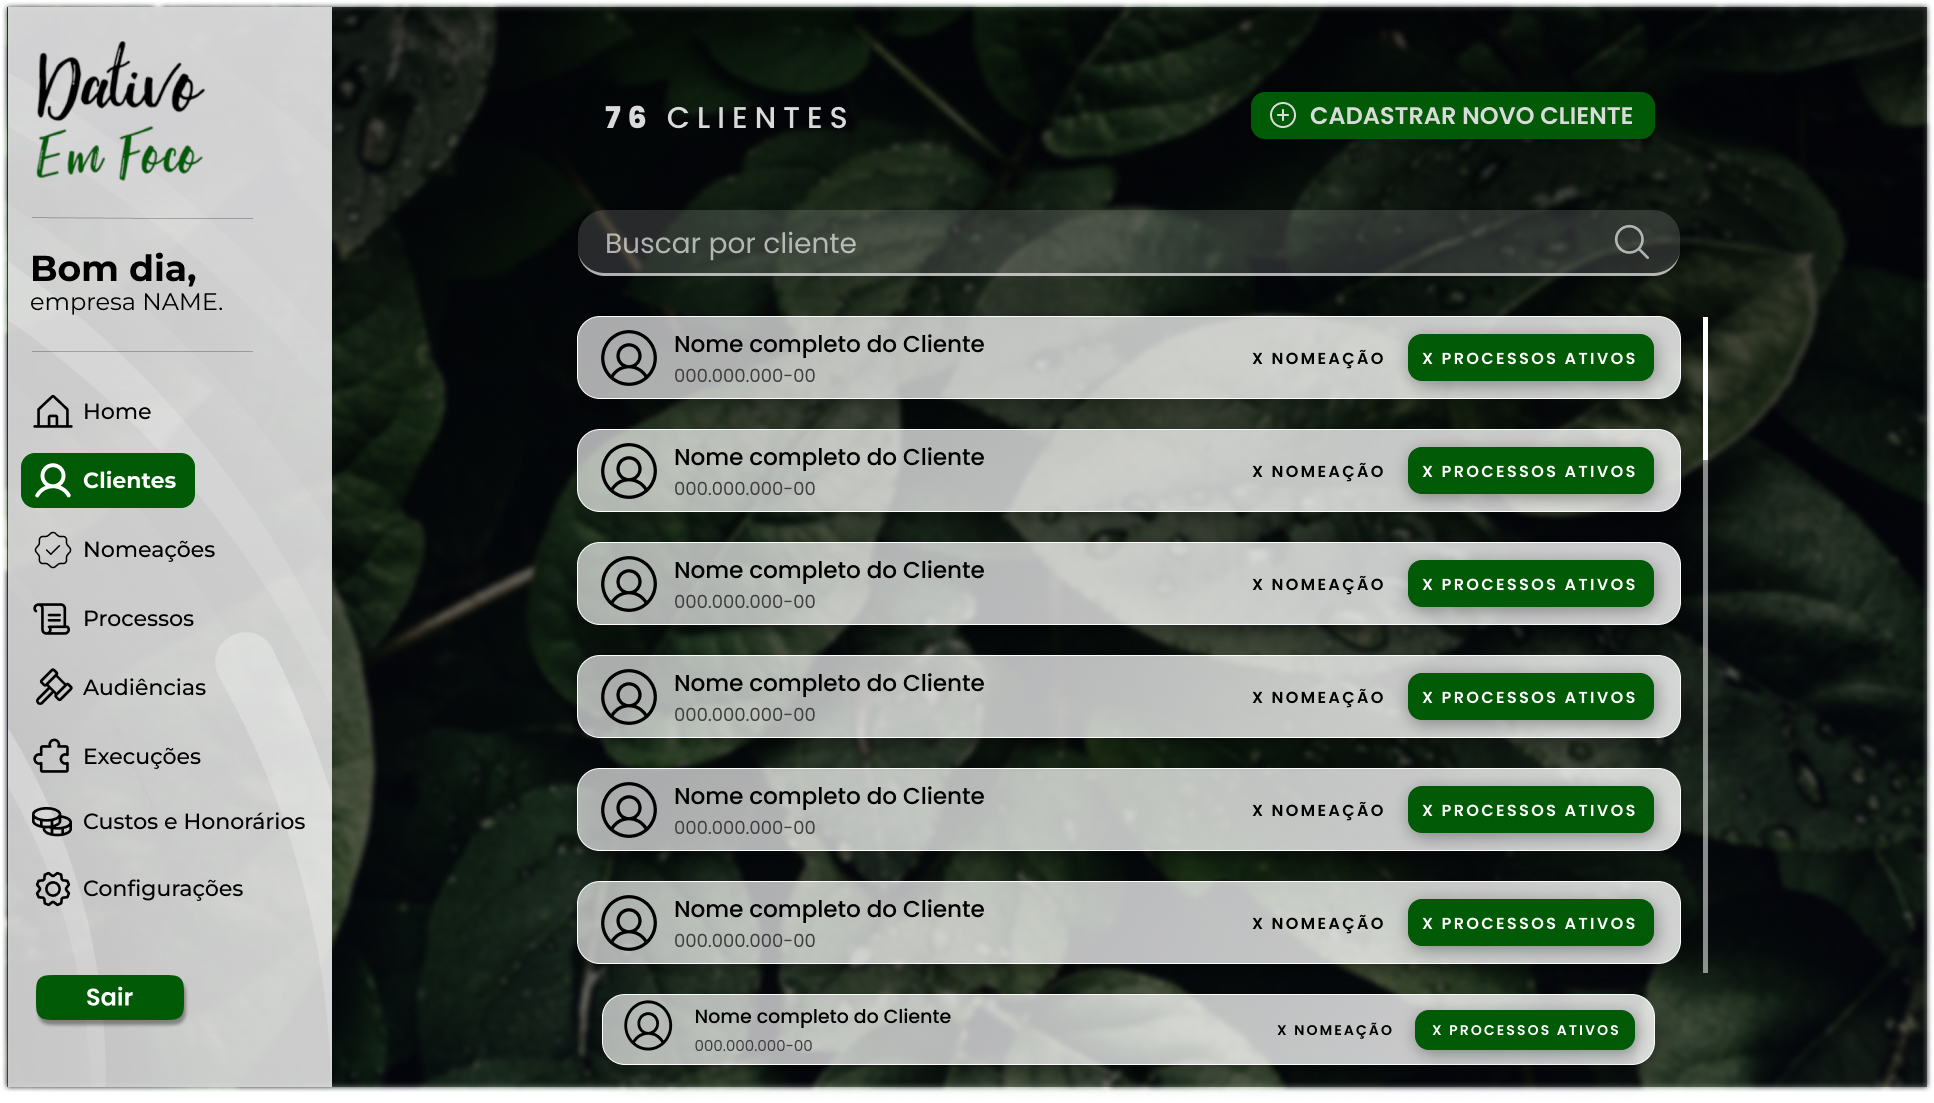 Dativo
Em Foco
Bom dia,
empresa NAME.
Home
Clientes
Nomeações
Processos
Audiências
Execuções
Custos e Honorários
Configurações
Sair
76 CLIENTES
CADASTRAR NOVO CLIENTE
Buscar por cliente
Nome completo do Cliente
000.000.000-00
X NOMEAÇÃO
X PROCESSOS ATIVOS
Nome completo do Cliente
000.000.000-00
X NOMEAÇÃO
X PROCESSOS ATIVOS
Nome completo do Cliente
000.000.000-00
X NOMEAÇÃO
X PROCESSOS ATIVOS
Nome completo do Cliente
000.000.000-00
X NOMEAÇÃO
X PROCESSOS ATIVOS
Nome completo do Cliente
000.000.000-00
X NOMEAÇÃO
X PROCESSOS ATIVOS
Nome completo do Cliente
000.000.000-00
X NOMEAÇÃO
X PROCESSOS ATIVOS
Nome completo do Cliente
000.000.000-00
X NOMEAÇÃO
X PROCESSOS ATIVOS